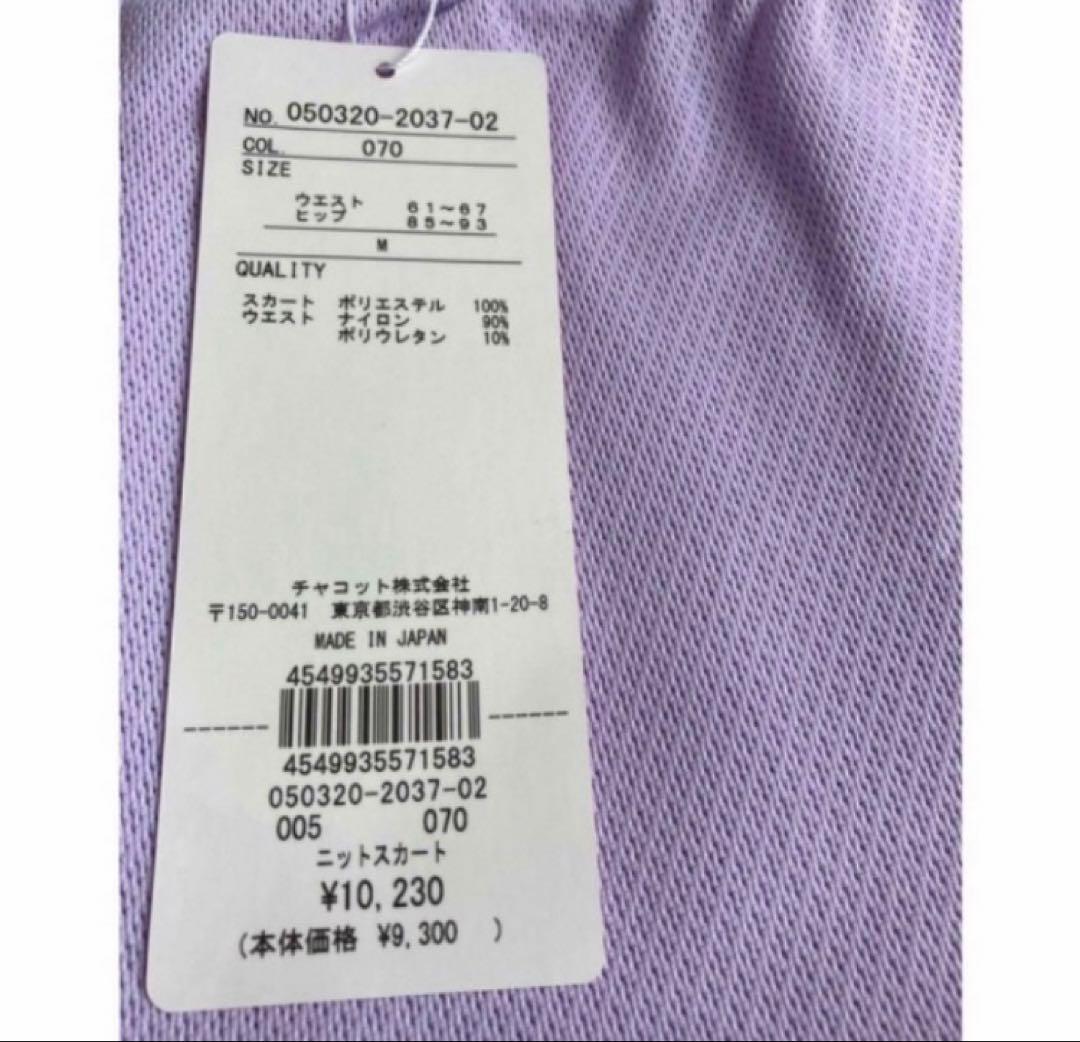 NO. 050320-2037-02
COL. 070
SIZE
ウエスト 61~67
ヒップ 85~93
M
QUALITY
スカート ポリエステル 100%
ウエスト ナイロン 90%
ポリウレタン 10%
チャコット株式会社
〒150-0041 東京都渋谷区神南1-20-8
MADE IN JAPAN
4549935571583
4549935571583
050320-2037-02
005 070
ニットスカート
¥10,230
(本体価格 ¥9,300 )